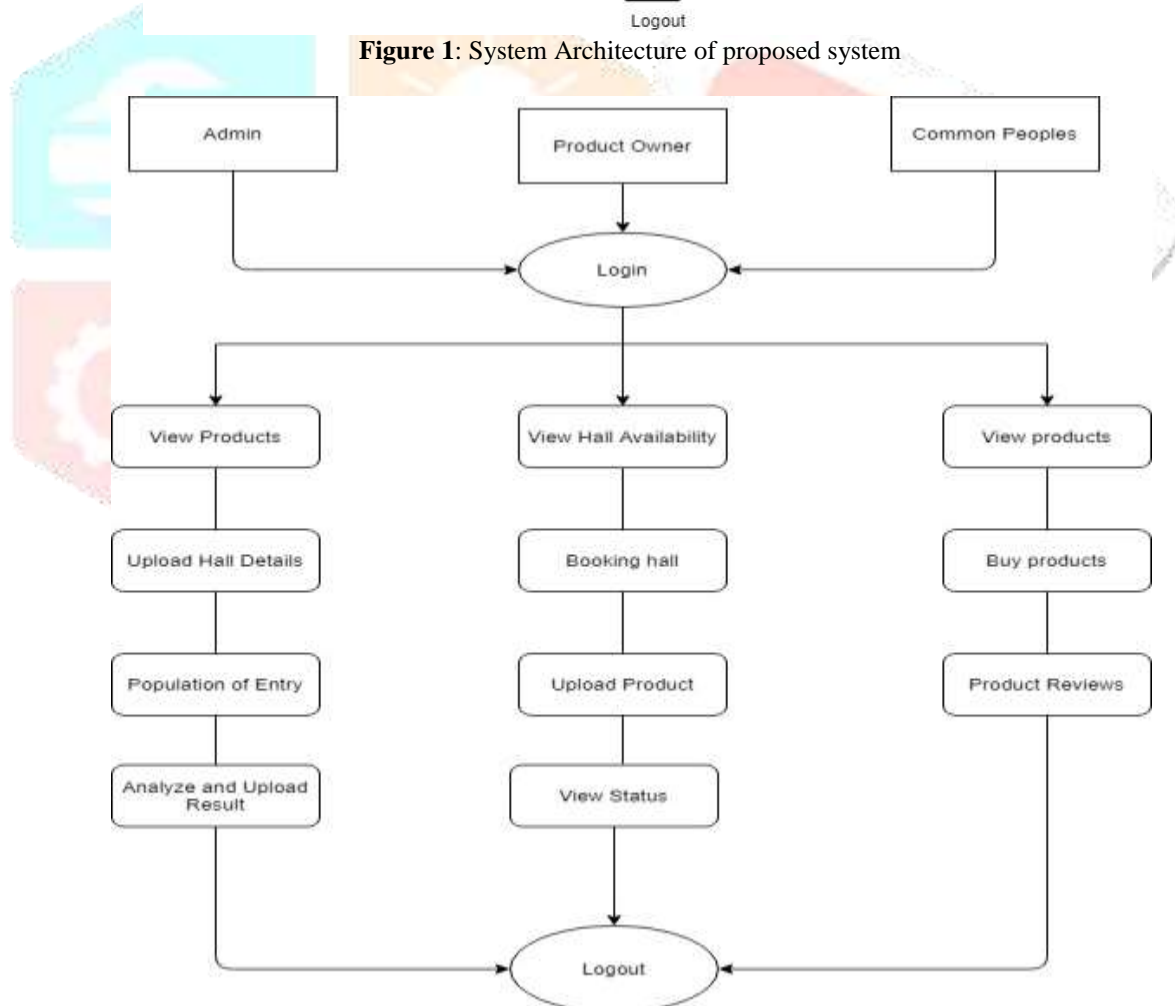 Logout
Figure 1: System Architecture of proposed system
Admin
Product Owner
Common Peoples
Login
View Products
View Hall Availability
View products
Upload Hall Details
Booking hall
Buy products
Population of Entry
Upload Product
Product Reviews
Analyze and Upload
Result
View Status
Logout